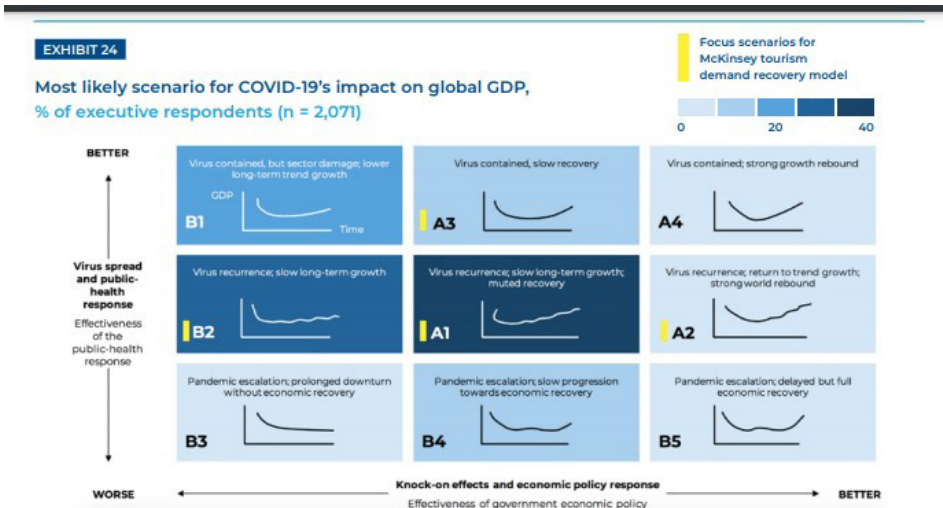 EXHIBIT 24
Most likely scenario for COVID-19's impact on global GDP,
% of executive respondents (n = 2,071)
Focus scenarios for
McKinsey tourism
demand recovery model
0 20 40
BETTER
Virus spread
and public-
health
response
Effectiveness
of the
public-health
response
WORSE
Virus contained, but sector damage; lower
long-term trend growth
GDP
Time
B1
Virus contained, slow recovery
A3
Virus contained; strong growth rebound
A4
Virus recurrence; slow long-term growth
B2
Virus recurrence; slow long-term growth;
muted recovery
A1
Virus recurrence; return to trend growth;
strong world rebound
A2
Pandemic escalation; prolonged downturn
without economic recovery
B3
Pandemic escalation; slow progression
towards economic recovery
B4
Pandemic escalation; delayed but full
economic recovery
B5
Knock-on effects and economic policy response
BETTER
Effectiveness of government economic policy